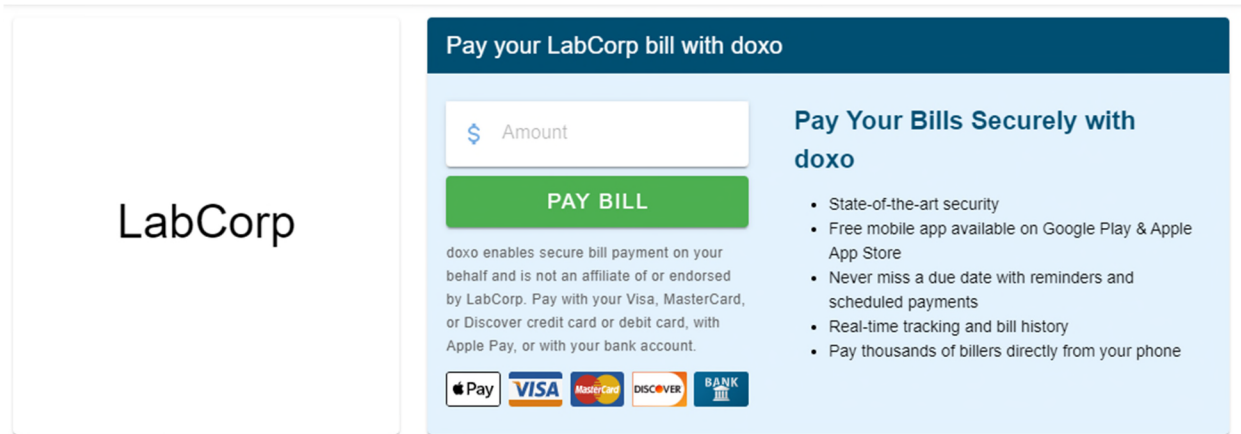 LabCorp
Pay your LabCorp bill with doxo
$ Amount
PAY BILL
doxo enables secure bill payment on your
behalf and is not an affiliate of or endorsed
by LabCorp. Pay with your Visa, MasterCard,
or Discover credit card or debit card, with
Apple Pay, or with your bank account.
Pay VISA MasterCard DISCOVER BANK
Pay Your Bills Securely with
doxo
• State-of-the-art security
• Free mobile app available on Google Play & Apple
App Store
• Never miss a due date with reminders and
scheduled payments
• Real-time tracking and bill history
• Pay thousands of billers directly from your phone